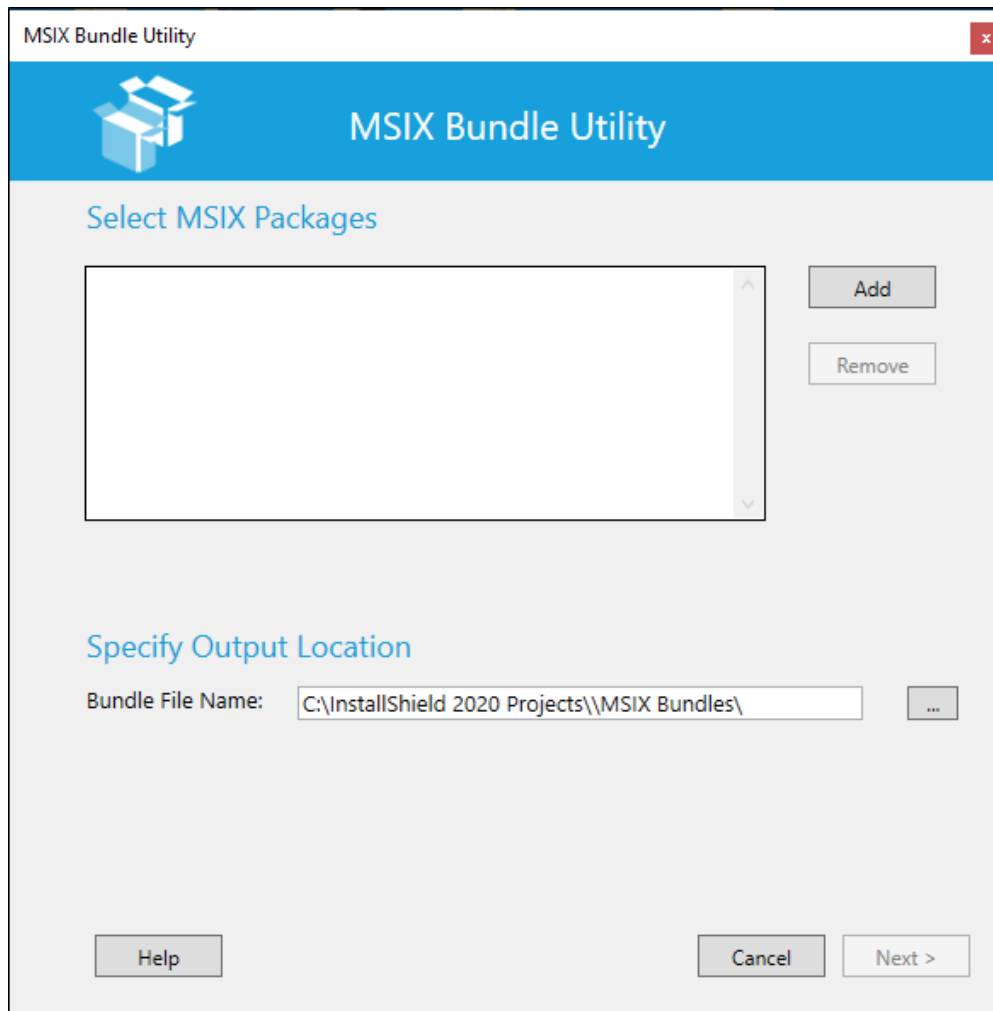 MSIX Bundle Utility
x
MSIX Bundle Utility
Select MSIX Packages
Add
Remove
Specify Output Location
Bundle File Name: C:\InstallShield 2020 Projects\\MSIX Bundles\ ...
Help Cancel Next >